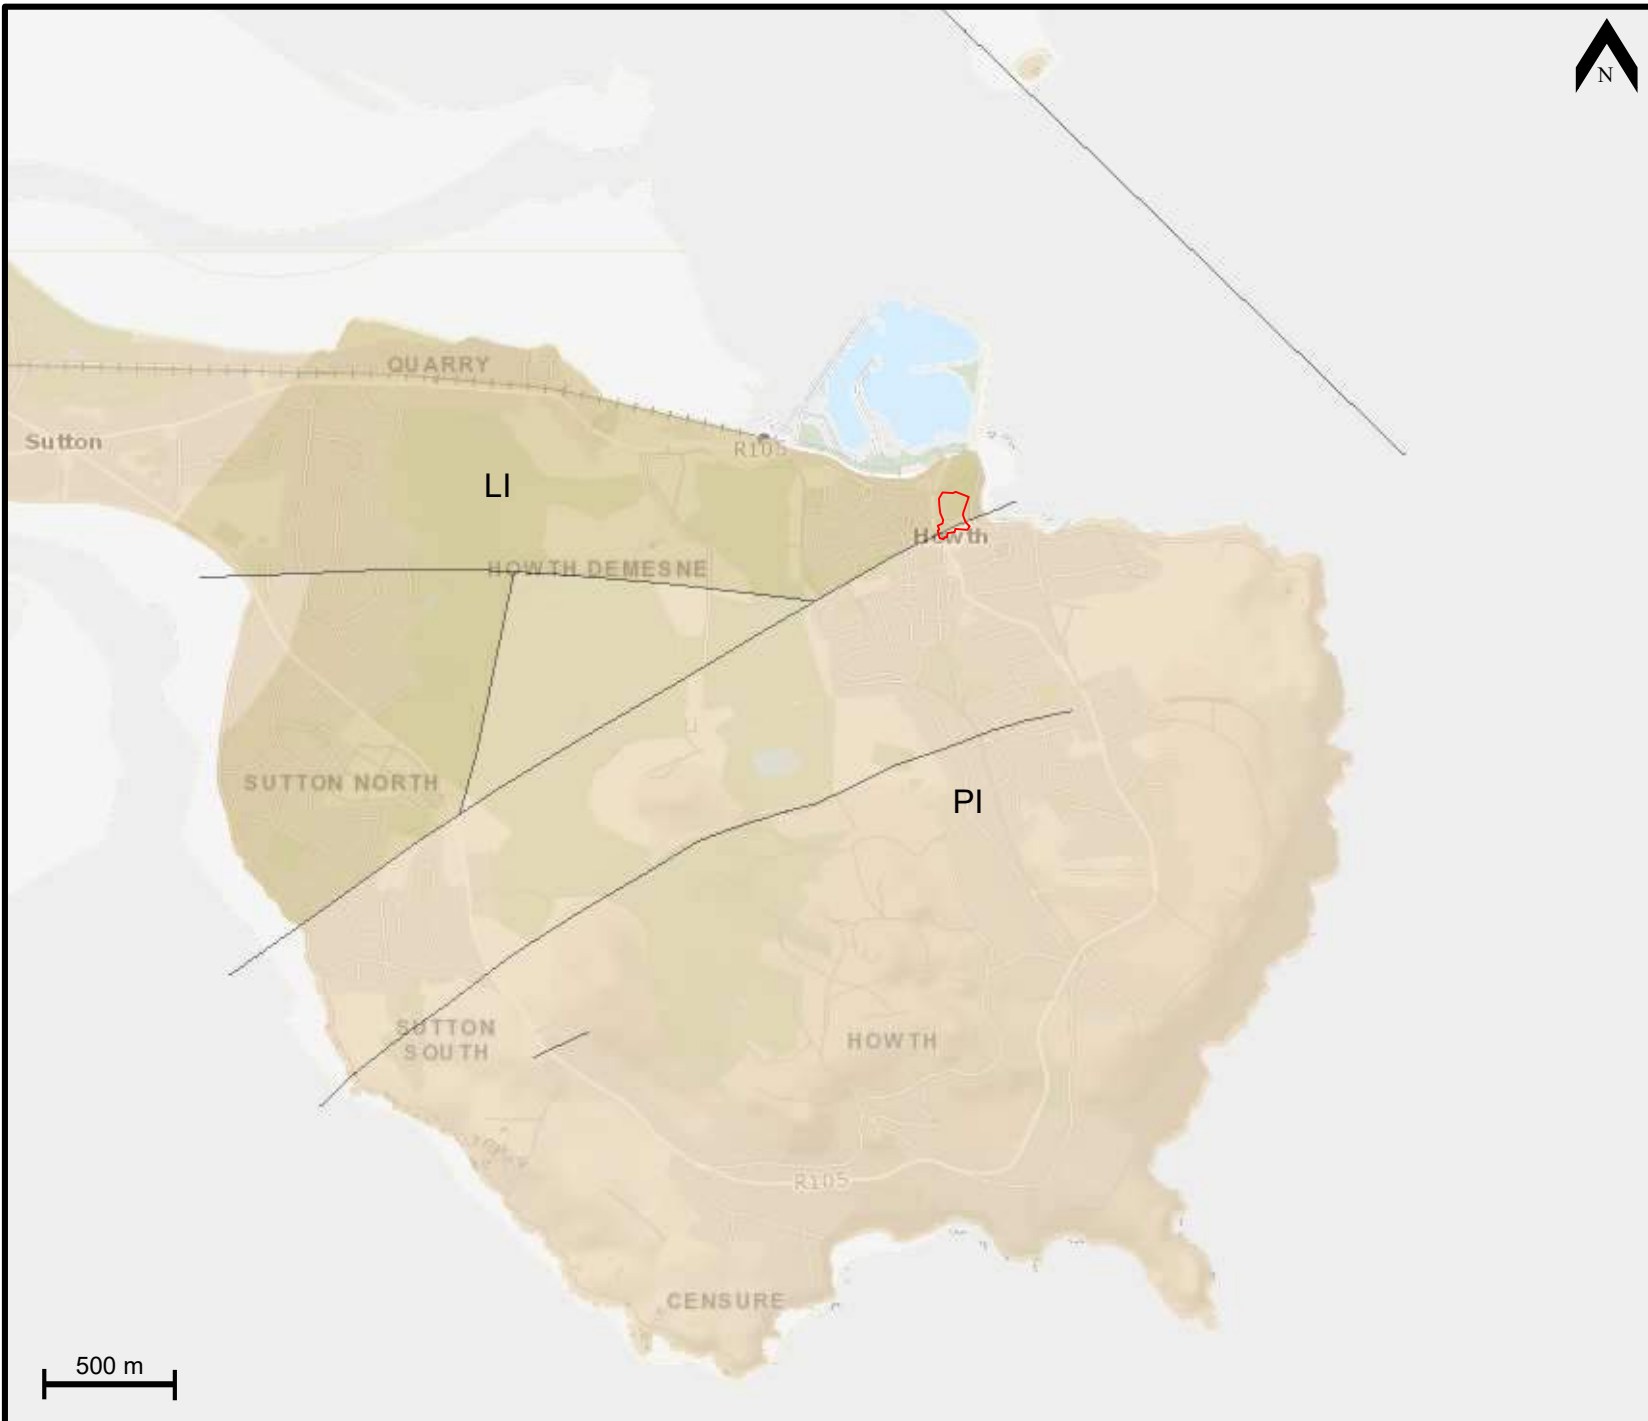 N
QUARRY
Sutton
R105
LI
Howth
HOWTH DEMESNE
SUTTON NORTH
PI
SUTTON
SOUTH
HOWTH
R105
CENSURE
500 m